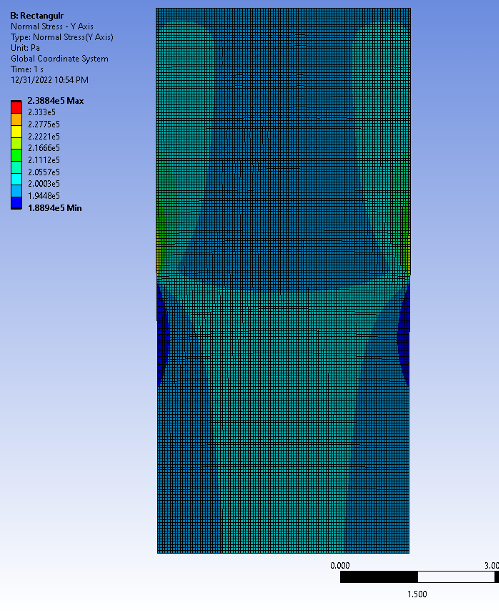 B: Rectangulr
Normal Stress - Y Axis
Type: Normal Stress(Y Axis)
Unit: Pa
Global Coordinate System
Time: 1 s
12/31/2022 10:54 PM
2.3884e5 Max
2.333e5
2.2775e5
2.2221e5
2.1666e5
2.1112e5
2.0557e5
2.0003e5
1.9448e5
1.8894e5 Min
0.000 3.00
1.500